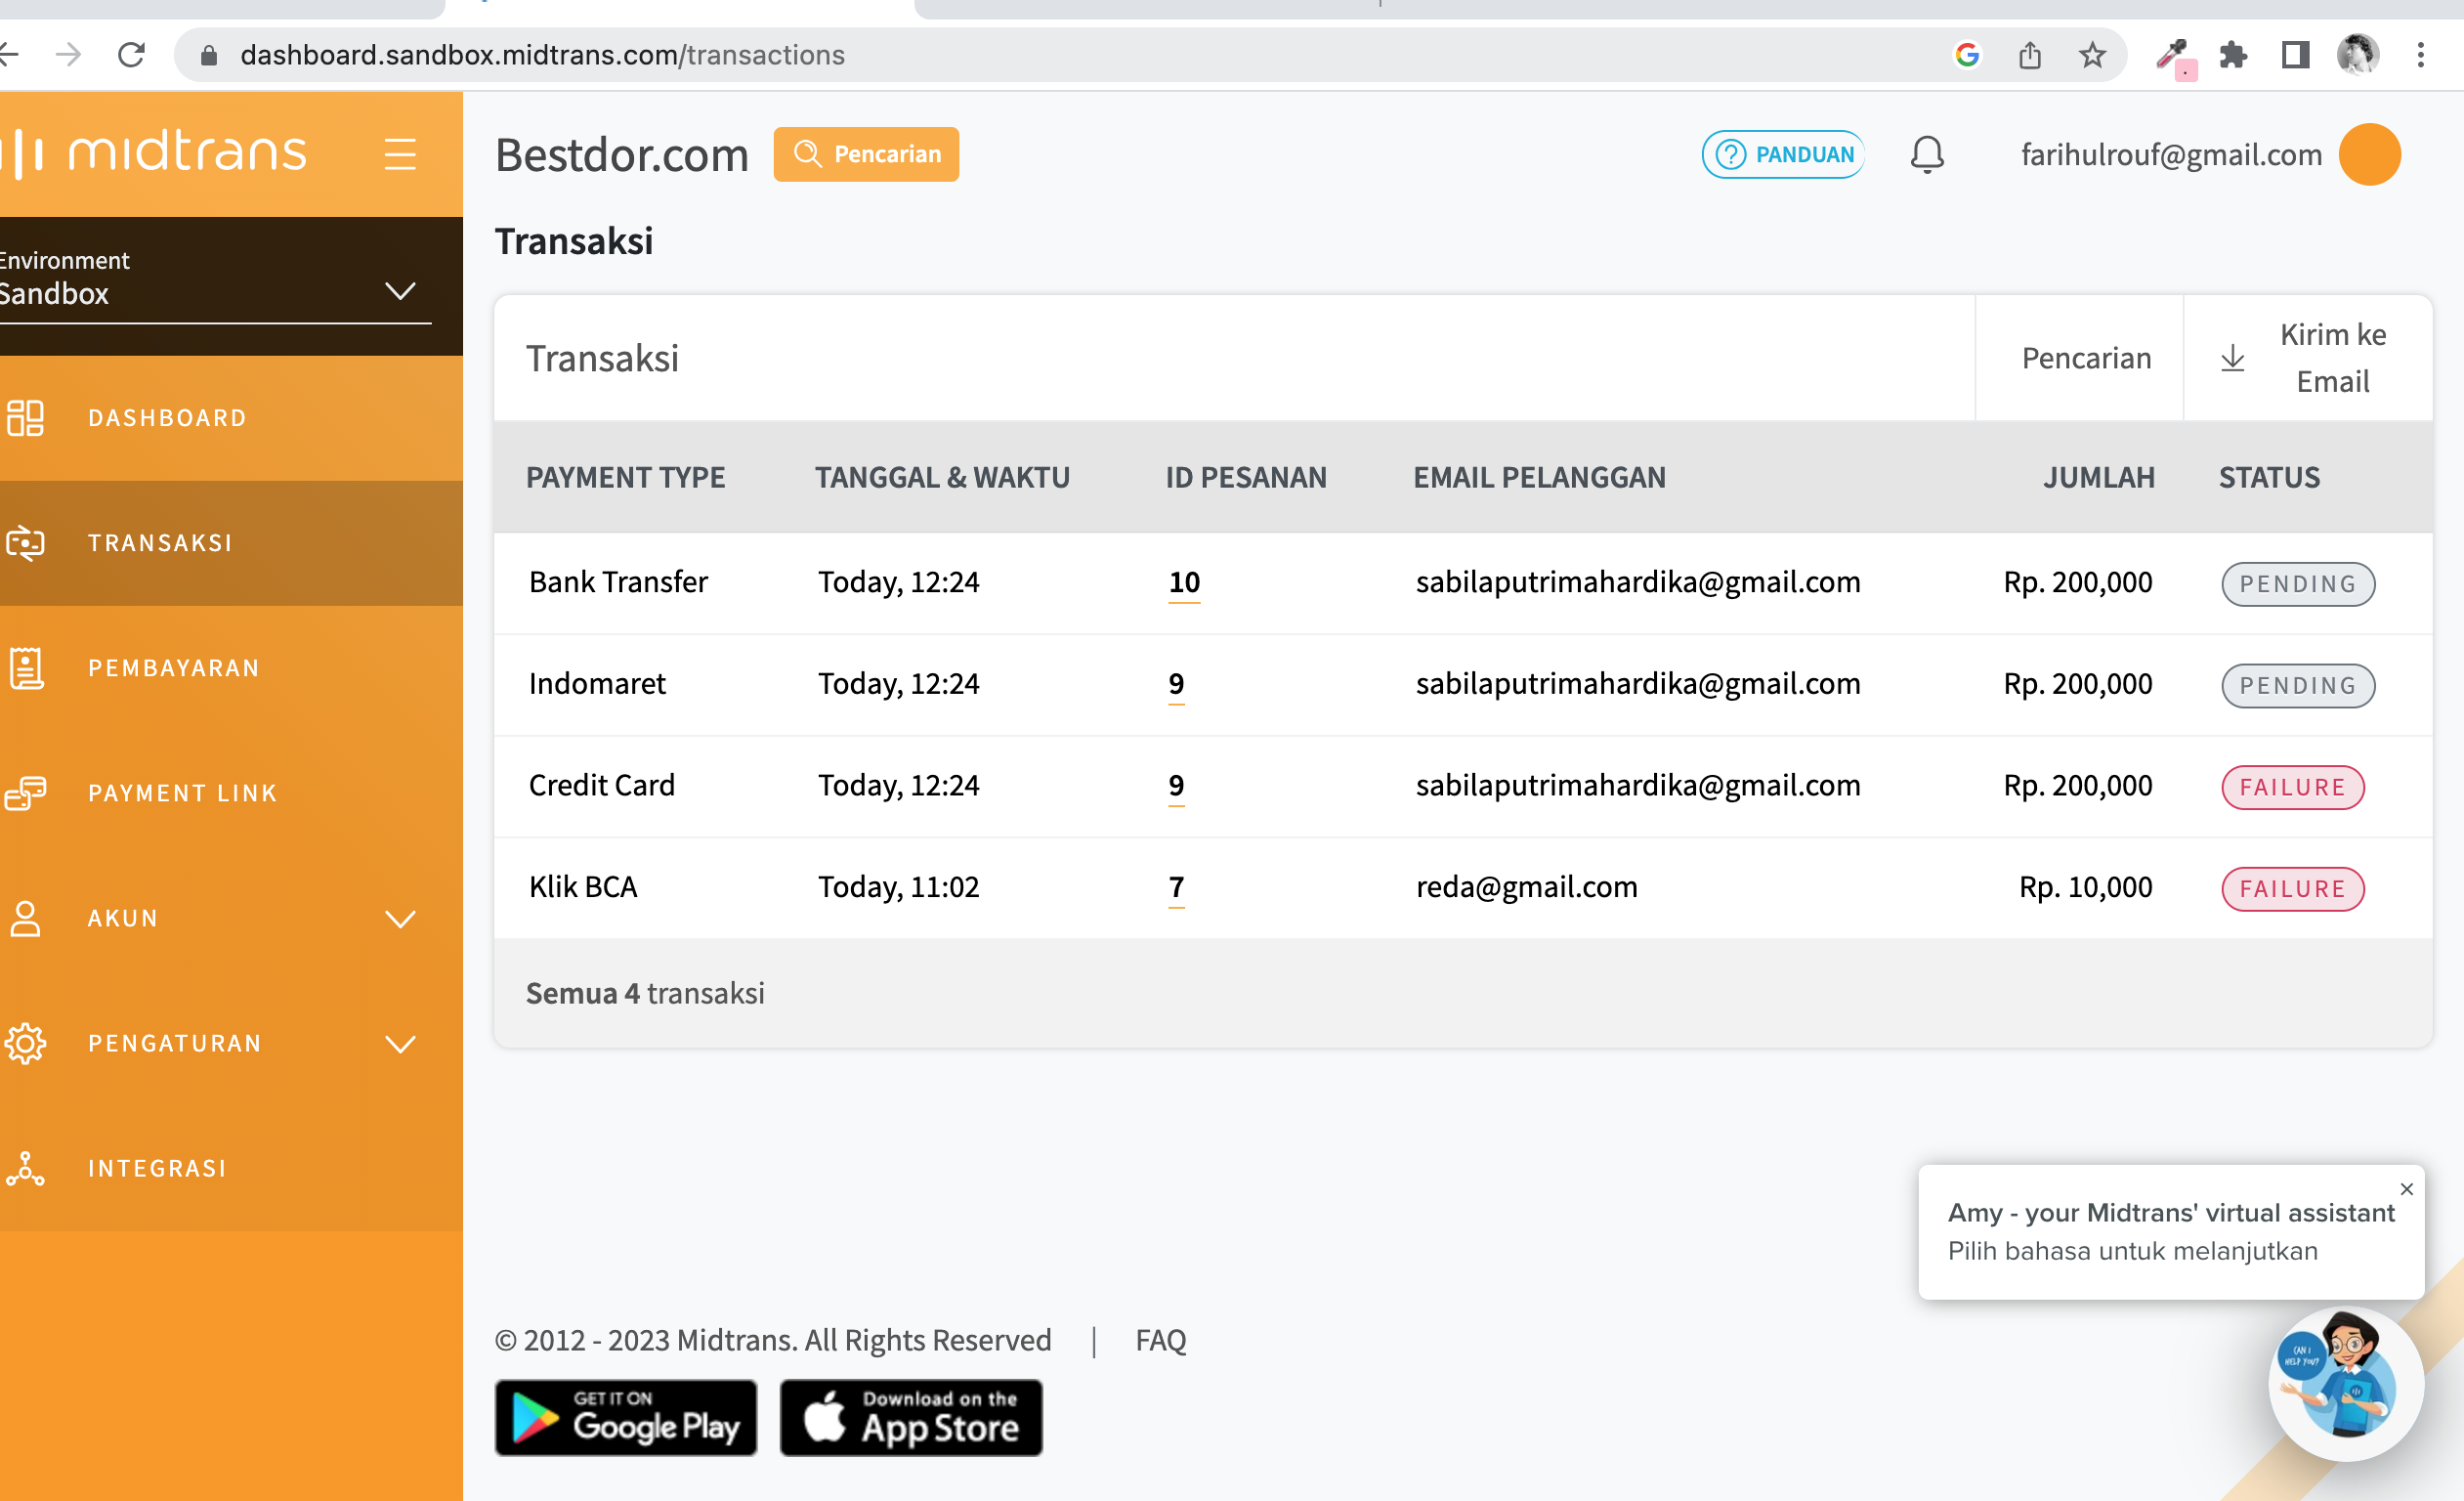 dashboard.sandbox.midtrans.com/transactions
midtrans
Bestdor.com
Pencarian
PANDUAN
farihulrouf@gmail.com
Environment
Sandbox
DASHBOARD
TRANSAKSI
PEMBAYARAN
PAYMENT LINK
AKUN
PENGATURAN
INTEGRASI
Transaksi
Transaksi
Pencarian
Kirim ke
Email
PAYMENT TYPE TANGGAL & WAKTU ID PESANAN EMAIL PELANGGAN JUMLAH STATUS
Bank Transfer Today, 12:24 10 sabilaputrimahardika@gmail.com Rp. 200,000 PENDING
Indomaret Today, 12:24 9 sabilaputrimahardika@gmail.com Rp. 200,000 PENDING
Credit Card Today, 12:24 9 sabilaputrimahardika@gmail.com Rp. 200,000 FAILURE
Klik BCA Today, 11:02 7 reda@gmail.com Rp. 10,000 FAILURE
Semua 4 transaksi
Amy - your Midtrans' virtual assistant
Pilih bahasa untuk melanjutkan
CAN I
HELP YOU?
© 2012 - 2023 Midtrans. All Rights Reserved | FAQ
GET IT ON
Google Play
Download on the
App Store